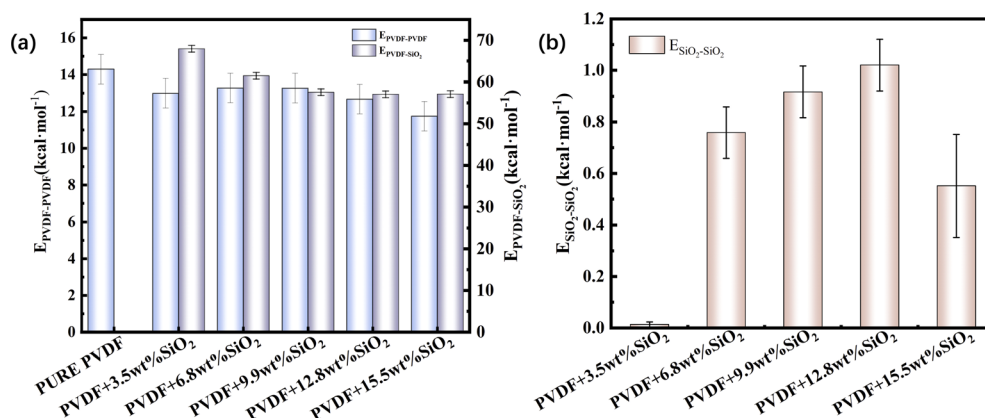 (a)
E_PVDF-PVDF
E_PVDF-SiO₂
E_PVDF-PVDF(kcal·mol⁻¹)
16
14
12
10
8
6
4
2
0
70
60
50
40
30
20
10
0
E_PVDF-SiO₂(kcal·mol⁻¹)
PURE PVDF
PVDF+3.5wt%SiO₂
PVDF+6.8wt%SiO₂
PVDF+9.9wt%SiO₂
PVDF+12.8wt%SiO₂
PVDF+15.5wt%SiO₂
(b)
E_SiO₂-SiO₂
E_SiO₂-SiO₂(kcal·mol⁻¹)
1.2
1.0
0.8
0.6
0.4
0.2
0.0
PVDF+3.5wt%SiO₂
PVDF+6.8wt%SiO₂
PVDF+9.9wt%SiO₂
PVDF+12.8wt%SiO₂
PVDF+15.5wt%SiO₂